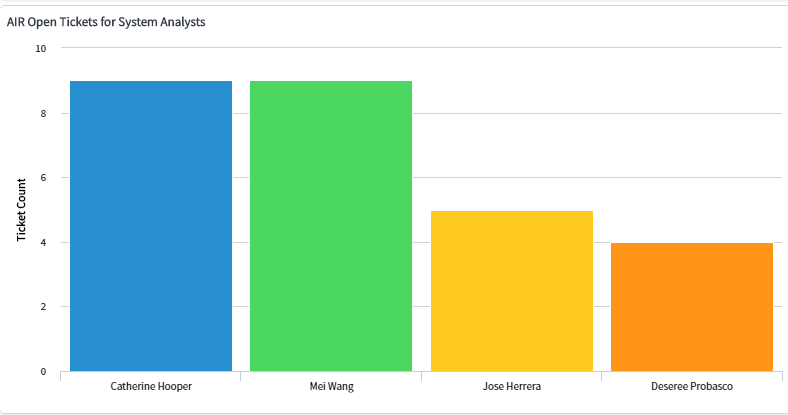 AIR Open Tickets for System Analysts
10
8
6
4
2
0
Ticket Count
Catherine Hooper
Mei Wang
Jose Herrera
Deseree Probasco